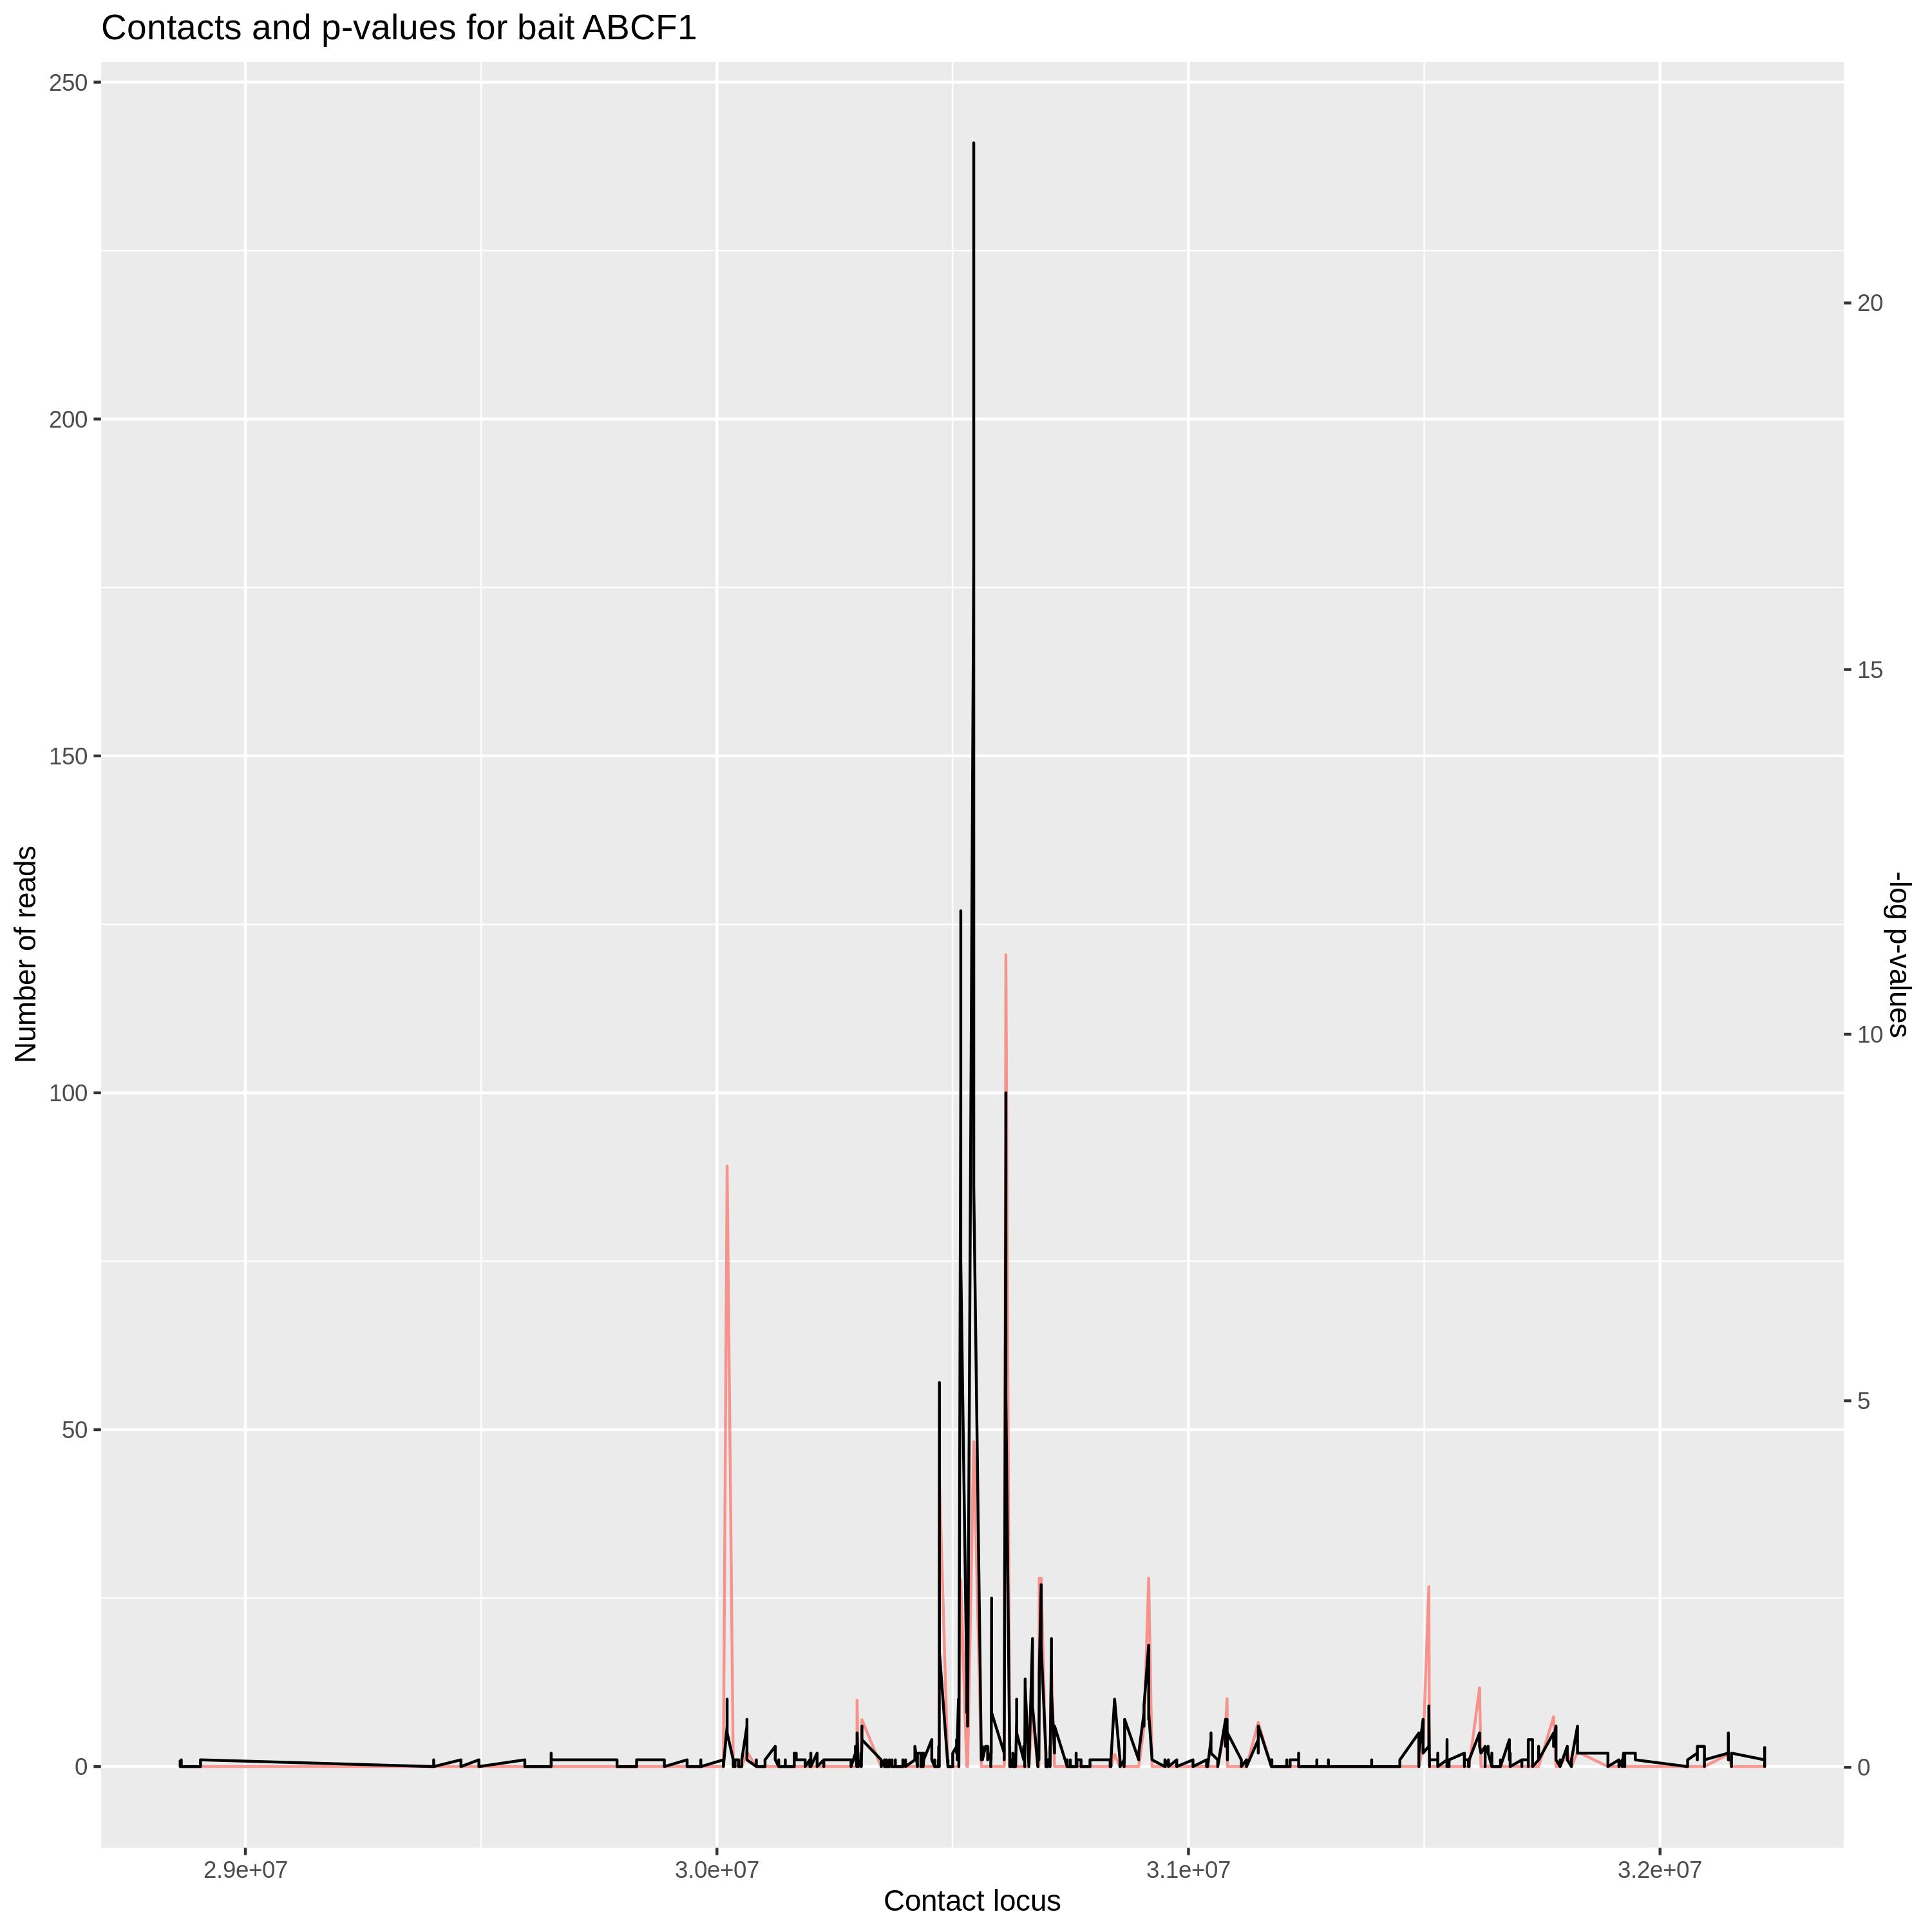 Contacts and p-values for bait ABCF1
250
200
150
100
50
0
Number of reads
20
15
10
5
0
-log p-values
2.9e+07
3.0e+07
3.1e+07
3.2e+07
Contact locus